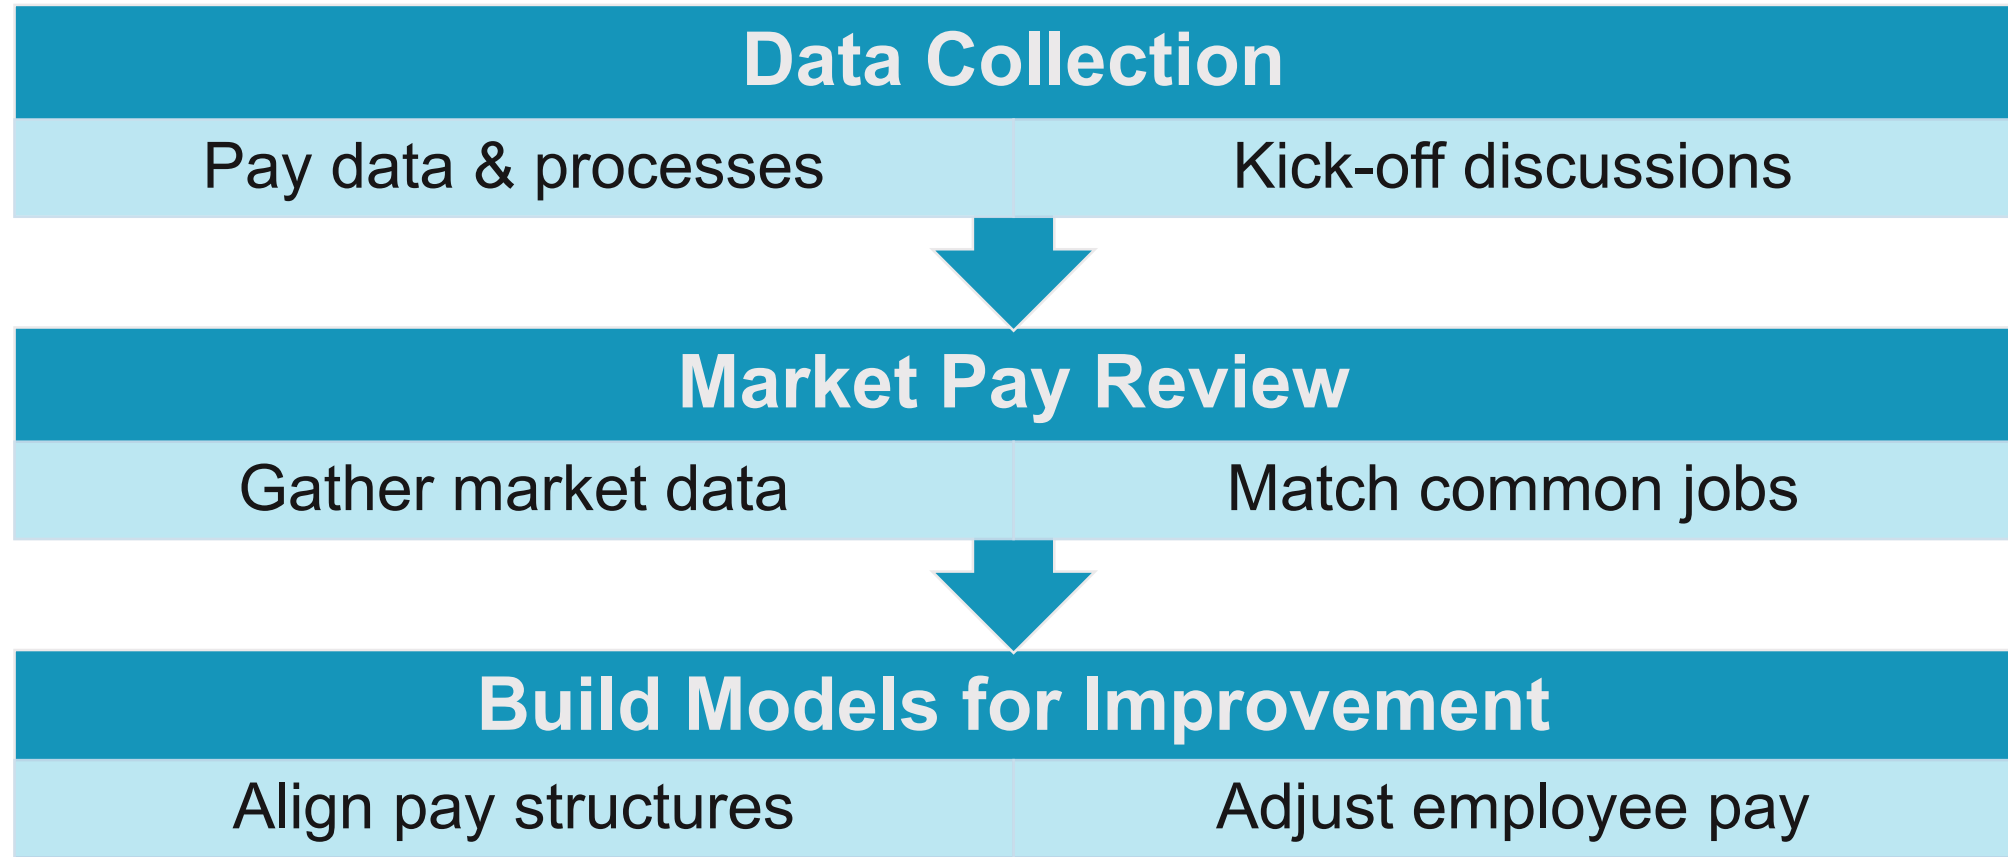 Data Collection
Pay data & processes
Kick-off discussions
Market Pay Review
Gather market data
Match common jobs
Build Models for Improvement
Align pay structures
Adjust employee pay